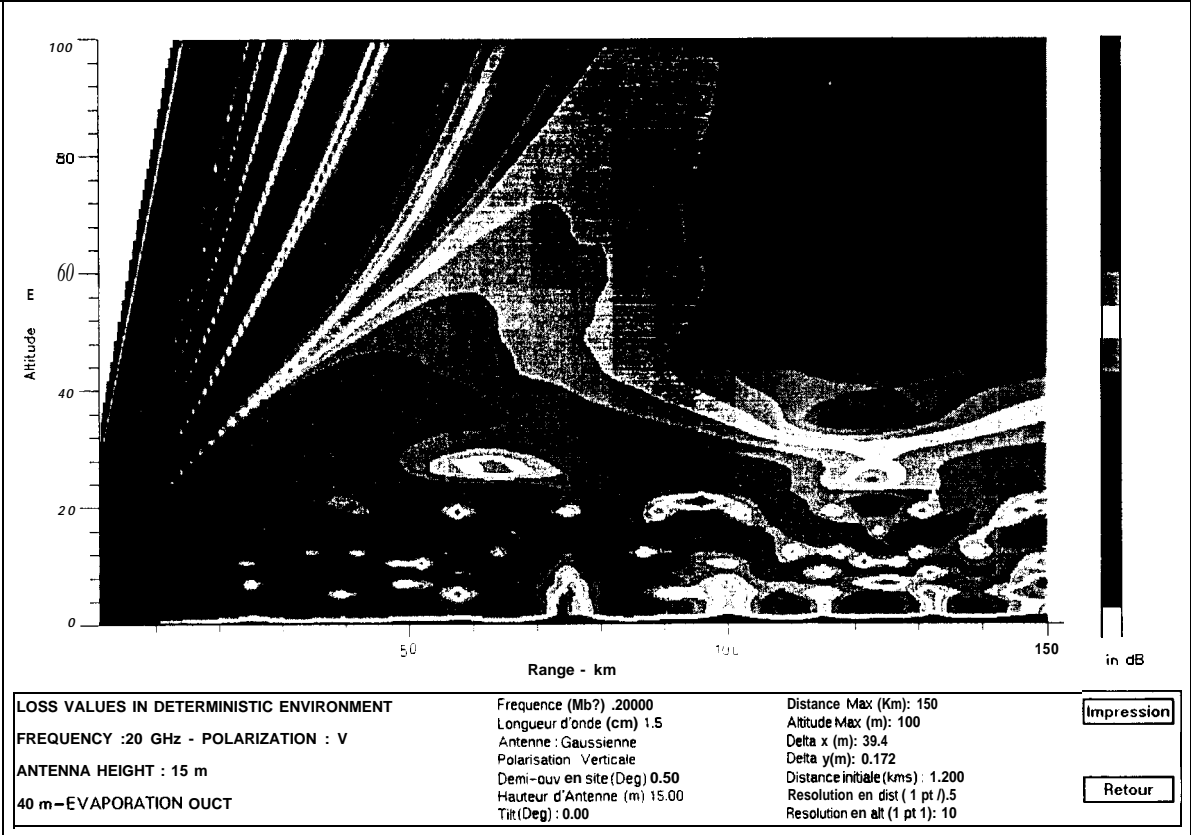 100
80
60
40
20
0
Altitude m
50
100
150
Range - km
in dB
LOSS VALUES IN DETERMINISTIC ENVIRONMENT
FREQUENCY :20 GHz - POLARIZATION : V
ANTENNA HEIGHT : 15 m
40 m-EVAPORATION OUCT
Frequence (Mb?) .20000
Longueur d'onde (cm) 1.5
Antenne : Gaussienne
Polarisation Verticale
Demi-ouv en site (Deg) 0.50
Hauteur d'Antenne (m) 15.00
Tilt (Deg) : 0.00
Distance Max (Km): 150
Altitude Max (m): 100
Delta x (m): 39.4
Delta y(m): 0.172
Distance initiale (kms) : 1.200
Resolution en dist ( 1 pt /).5
Resolution en alt (1 pt 1): 10
Impression
Retour